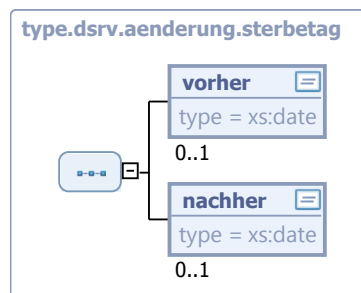 type.dsrv.aenderung.sterbetag
vorher
type = xs:date
0..1
nachher
type = xs:date
0..1